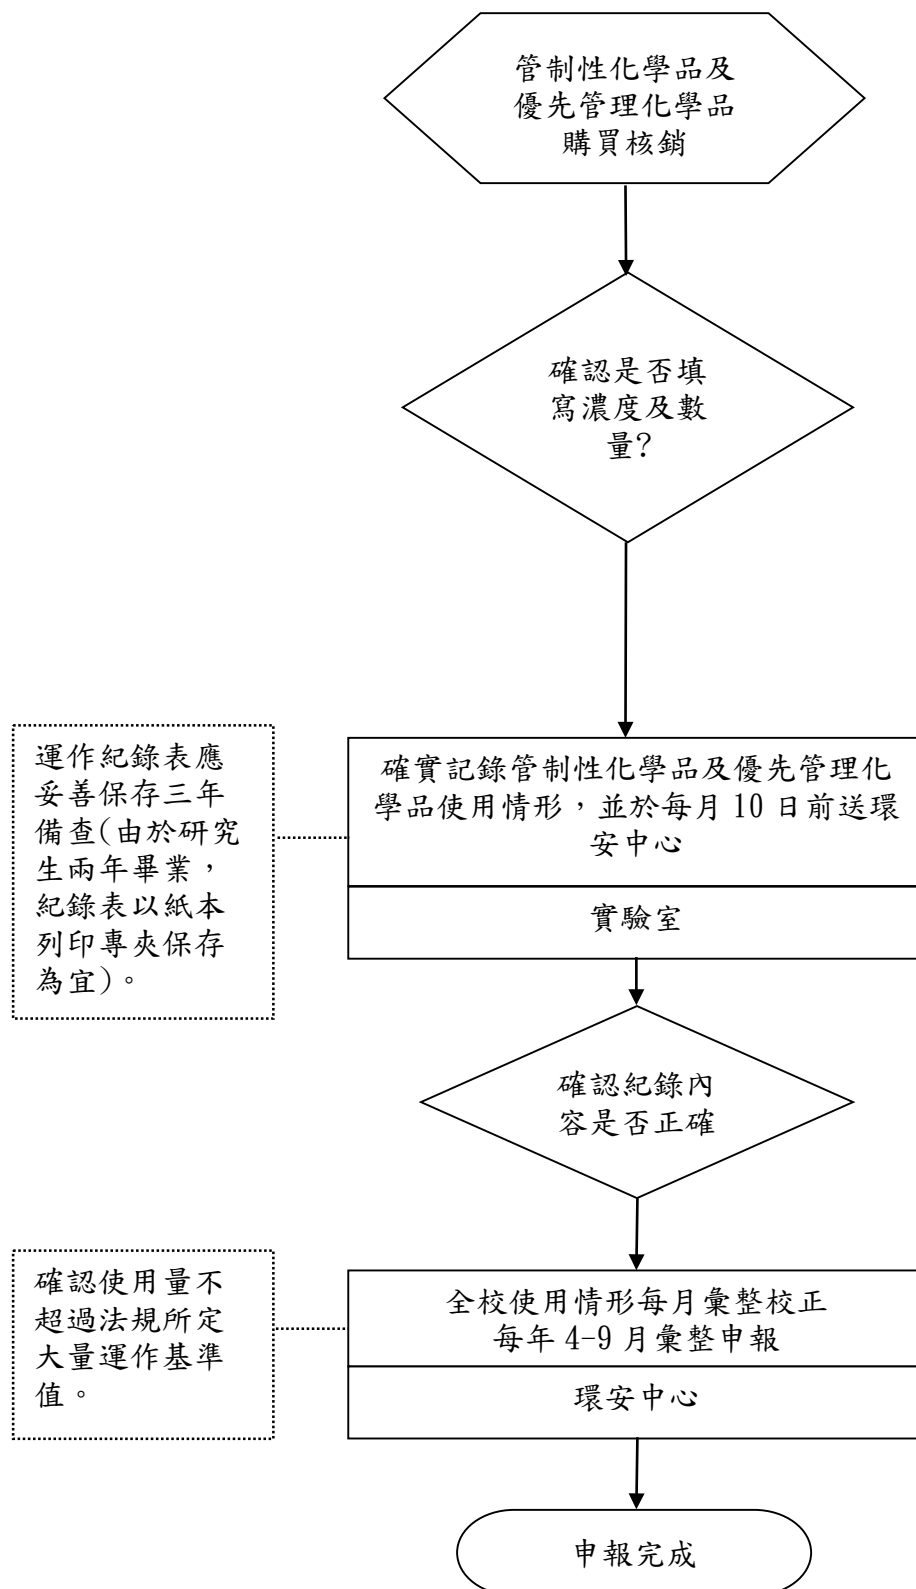 管制性化學品及
優先管理化學品
購買核銷
確認是否填
寫濃度及數
量?
運作紀錄表應
妥善保存三年
備查(由於研究
生兩年畢業，
紀錄表以紙本
列印專夾保存
為宜)。
確實記錄管制性化學品及優先管理化
學品使用情形，並於每月 10 日前送環
安中心
實驗室
確認紀錄內
容是否正確
確認使用量不
超過法規所定
大量運作基準
值。
全校使用情形每月彙整校正
每年 4-9 月彙整申報
環安中心
申報完成